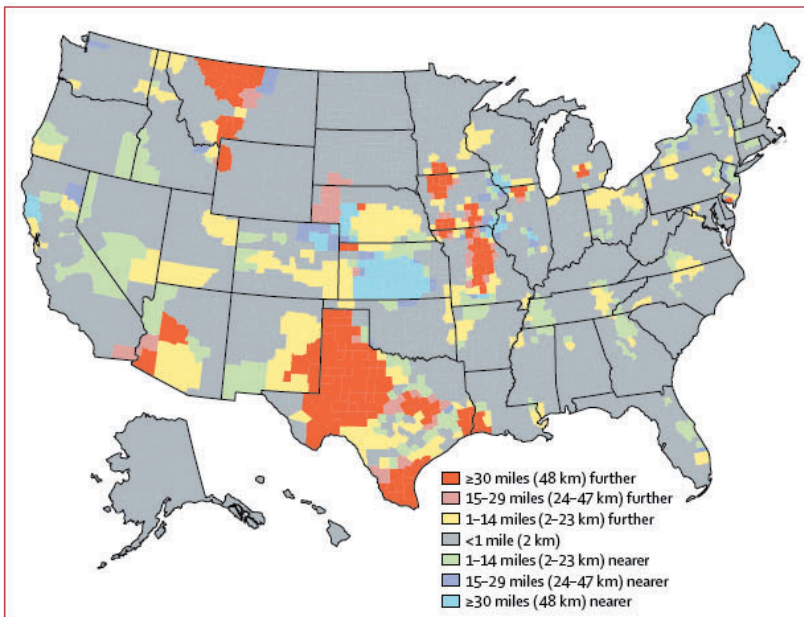 ≥30 miles (48 km) further
15–29 miles (24–47 km) further
1–14 miles (2–23 km) further
<1 mile (2 km)
1–14 miles (2–23 km) nearer
15–29 miles (24–47 km) nearer
≥30 miles (48 km) nearer